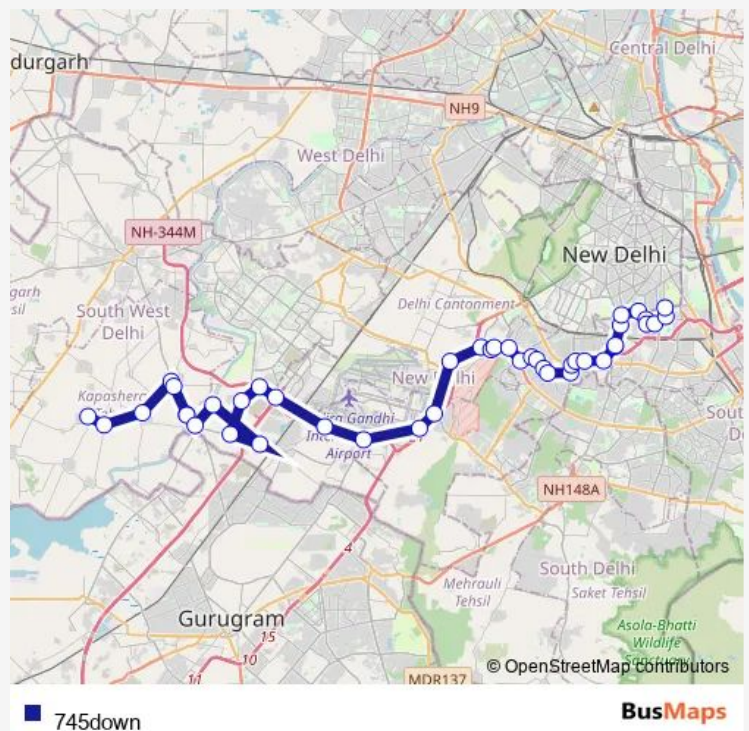 Central Delhi
durgarh
NH9
West Delhi
NH-344M
New Delhi
garh
sil
Delhi Cantonment
South West
Delhi
New Delhi
Kapashera
Gandhi
Airport
Sout
D
NH148A
4
South Delhi
Mehrauli
Tehsil
Saket Tehsil
Gurugram
15
Asola-Bhatti
Wildlife
Sanctuary
10
11
MDR137
© OpenStreetMap contributors
745down
BusMaps